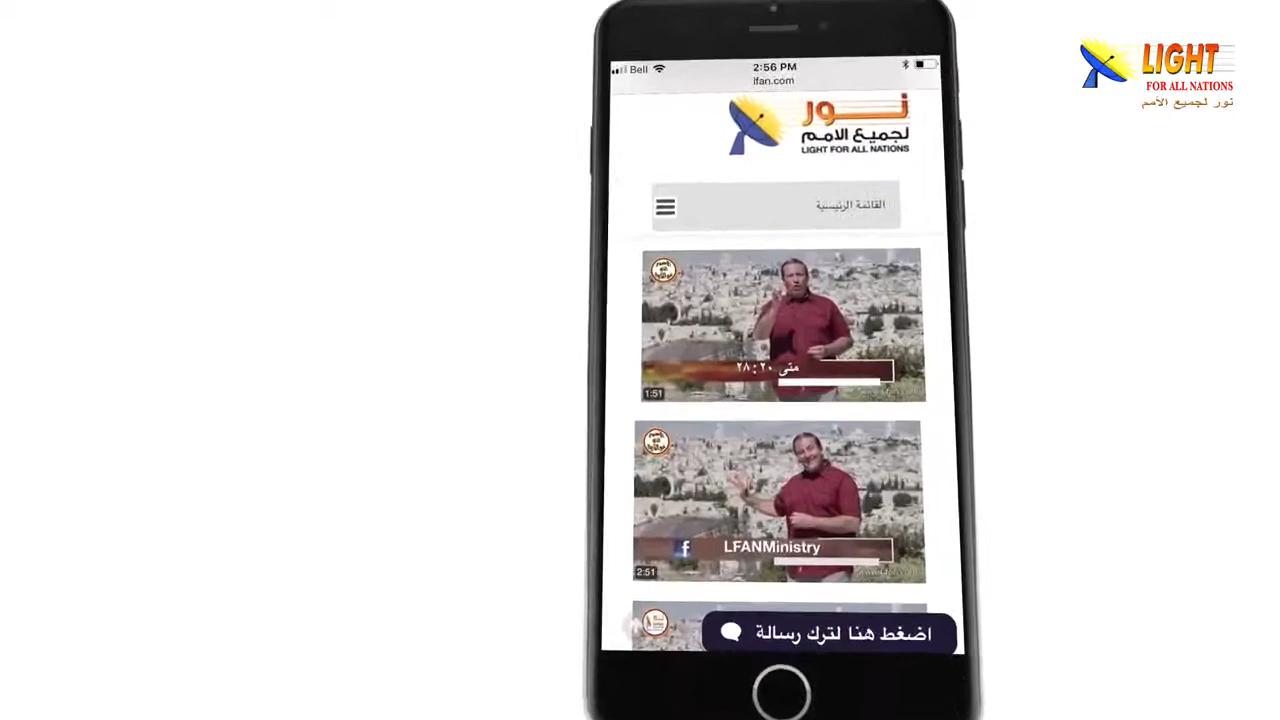 Bell
2:56 PM
lfan.com
نور
لجميع الامم
LIGHT FOR ALL NATIONS
القائمة الرئيسية
متى ٢٨:٢٠
1:51
LFANMinistry
2:51
اضغط هنا لترك رسالة
LIGHT
FOR ALL NATIONS
نور لجميع الأمم